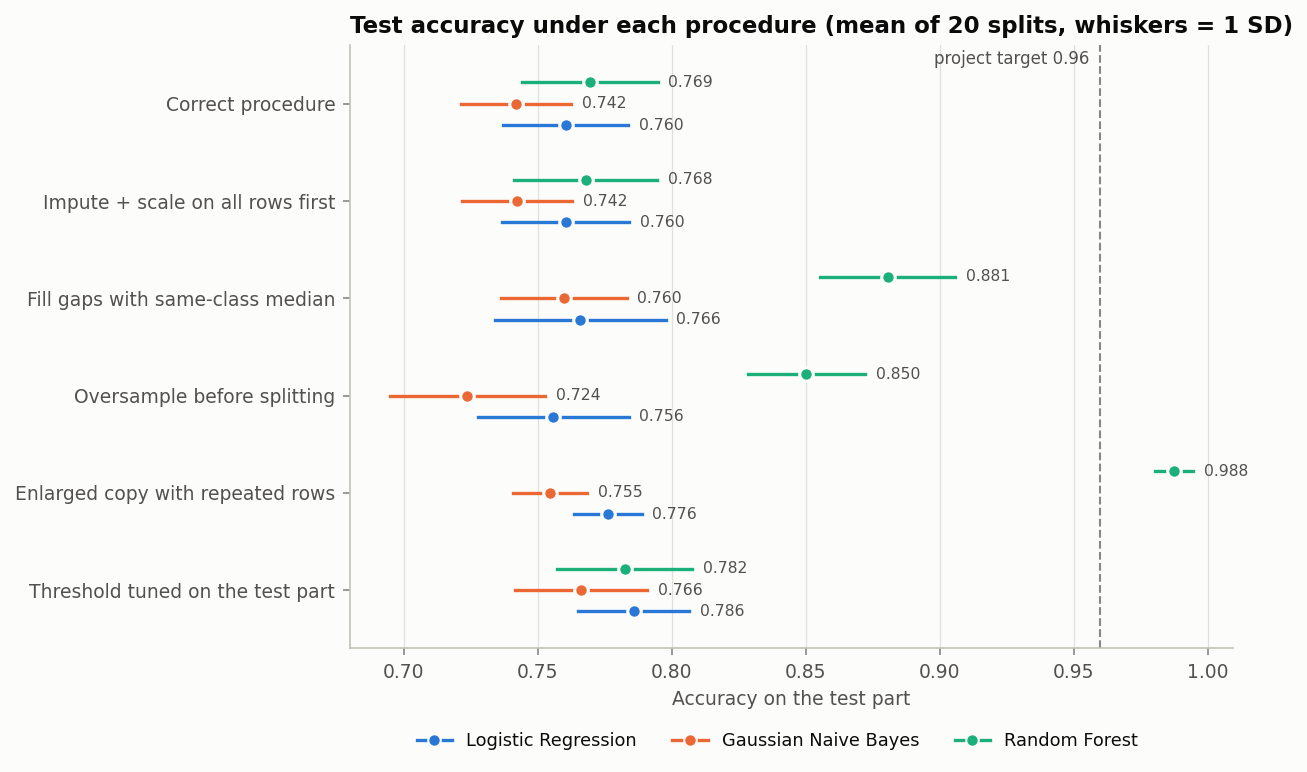 Test accuracy under each procedure (mean of 20 splits, whiskers = 1 SD)
project target 0.96
Correct procedure
0.769
0.742
0.760
Impute + scale on all rows first
0.768
0.742
0.760
Fill gaps with same-class median
0.881
0.760
0.766
Oversample before splitting
0.850
0.724
0.756
Enlarged copy with repeated rows
0.988
0.755
0.776
Threshold tuned on the test part
0.782
0.766
0.786
0.70 0.75 0.80 0.85 0.90 0.95 1.00
Accuracy on the test part
Logistic Regression Gaussian Naive Bayes Random Forest